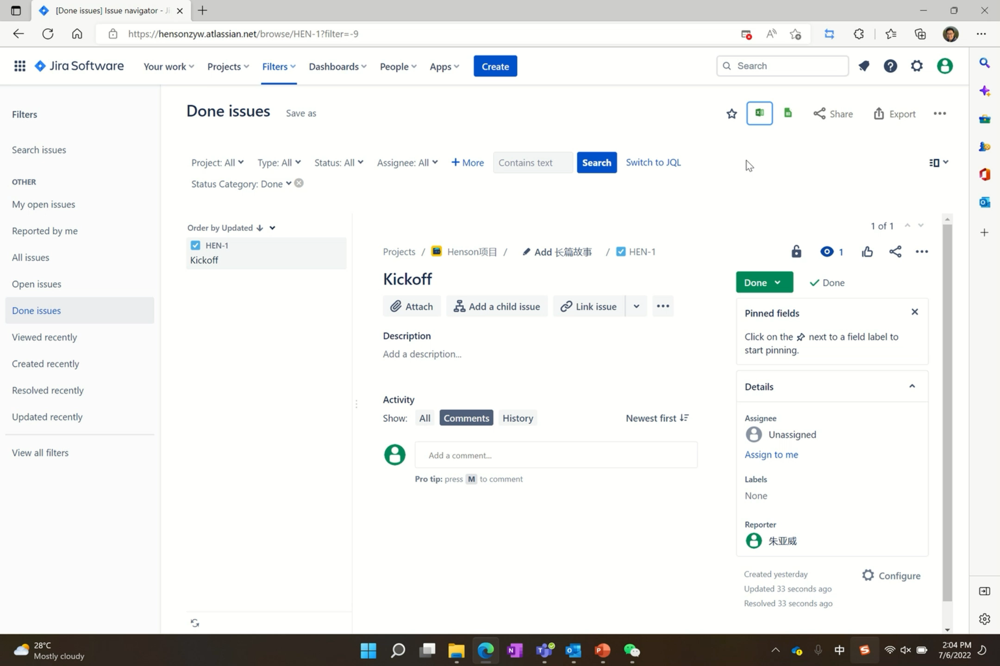 [Done issues] Issue navigator - Ji
https://hensonzyw.atlassian.net/browse/HEN-1?filter=-9
Jira Software
Your work
Projects
Filters
Dashboards
People
Apps
Create
Search
Filters
Search issues
OTHER
My open issues
Reported by me
All issues
Open issues
Done issues
Viewed recently
Created recently
Resolved recently
Updated recently
View all filters
Done issues
Save as
Share
Export
Project: All
Type: All
Status: All
Assignee: All
+ More
Contains text
Search
Switch to JQL
Status Category: Done
Order by Updated
HEN-1
Kickoff
1 of 1
Projects / Henson项目 / Add 长篇故事 / HEN-1
1
Kickoff
Attach
Add a child issue
Link issue
Description
Add a description...
Activity
Show:
All
Comments
History
Newest first
Add a comment...
Pro tip: press M to comment
Done
Done
Pinned fields
Click on the next to a field label to
start pinning.
Details
Assignee
Unassigned
Assign to me
Labels
None
Reporter
朱亚威
Created yesterday
Updated 33 seconds ago
Resolved 33 seconds ago
Configure
28°C
Mostly cloudy
中
2:04 PM
7/6/2022